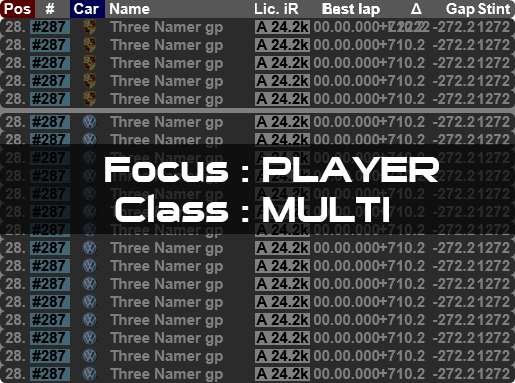 Pos # Car Name Lic. iR Best lap Δ Gap Stint
28. #287 Three Namer gp A 24.2k 00.00.000 -272.2 1272
28. #287 Three Namer gp A 24.2k 00.00.000+710.2 -272.2 1272
28. #287 Three Namer gp A 24.2k 00.00.000+710.2 -272.2 1272
28. #287 Three Namer gp A 24.2k 00.00.000+710.2 -272.2 1272
28. #287 Three Namer gp A 24.2k 00.00.000+710.2 -272.2 1272
28. #287 Three Namer gp A 24.2k 00.00.000+710.2 -272.2 1272
28. #287 Three Namer gp A 24.2k 00.00.000+710.2 -272.2 1272
Focus : PLAYER
Class : MULTI
28. #287 Three Namer gp A 24.2k 00.00.000+710.2 -272.2 1272
28. #287 Three Namer gp A 24.2k 00.00.000+710.2 -272.2 1272
28. #287 Three Namer gp A 24.2k 00.00.000+710.2 -272.2 1272
28. #287 Three Namer gp A 24.2k 00.00.000+710.2 -272.2 1272
28. #287 Three Namer gp A 24.2k 00.00.000+710.2 -272.2 1272
28. #287 Three Namer gp A 24.2k 00.00.000+710.2 -272.2 1272
28. #287 Three Namer gp A 24.2k 00.00.000+710.2 -272.2 1272
28. #287 Three Namer gp A 24.2k 00.00.000+710.2 -272.2 1272